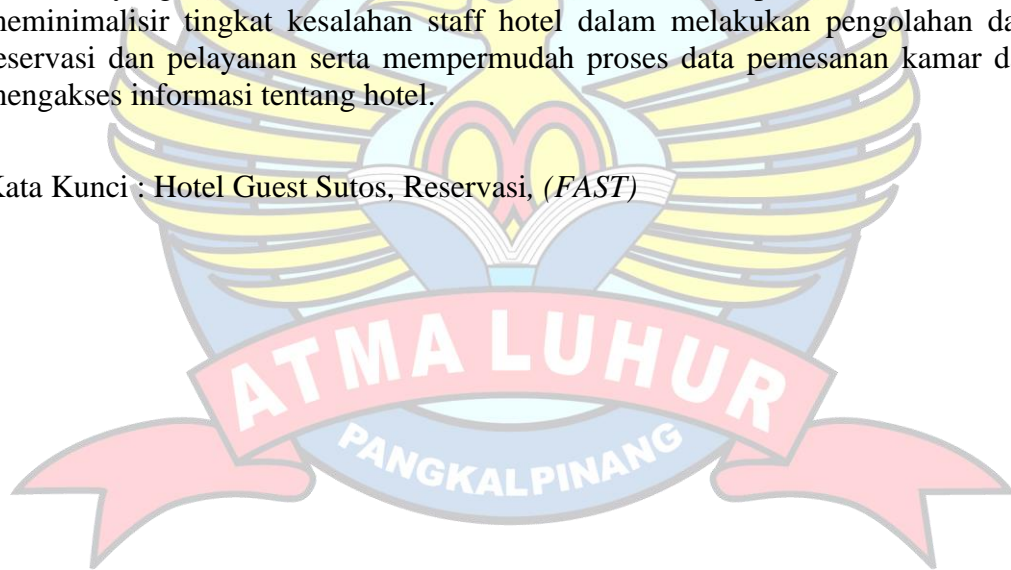 meminimalisir tingkat kesalahan staff hotel dalam melakukan pengolahan
reservasi dan pelayanan serta mempermudah proses data pemesanan kamar
mengakses informasi tentang hotel.
Kata Kunci : Hotel Guest Sutos, Reservasi, (FAST)
ATMA LUHUR
PANGKALPINANG